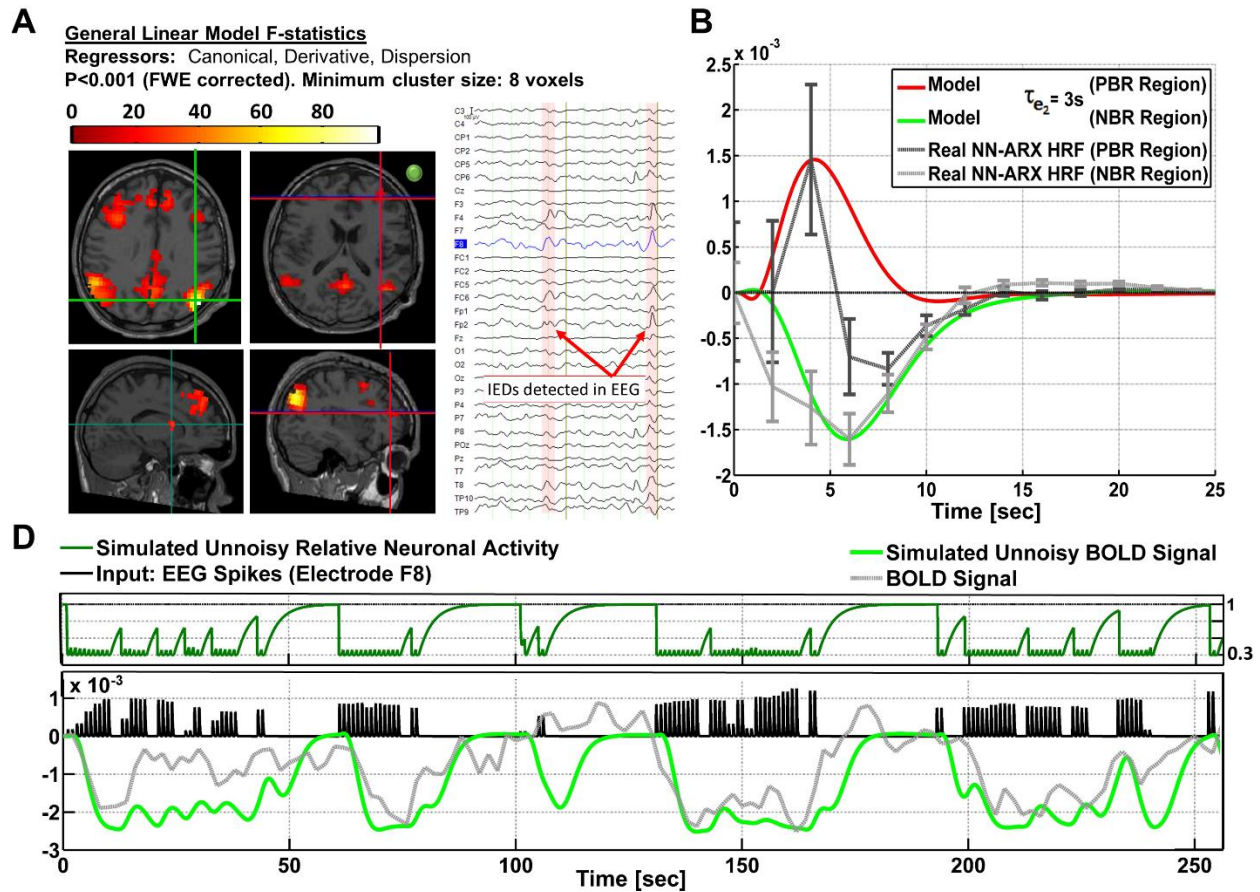 A
General Linear Model F-statistics
Regressors: Canonical, Derivative, Dispersion
P<0.001 (FWE corrected). Minimum cluster size: 8 voxels
0 20 40 60 80
C3
100 µV
C4
CP1
CP2
CP5
CP6
Cz
F3
F4
F7
F8
FC1
FC2
FC5
FC6
Fp1
Fp2
Fz
O1
O2
Oz
P3
P4
P7
P8
POz
Pz
T7
T8
TP10
TP9
IEDs detected in EEG
B
x 10⁻³
2.5
2
1.5
1
0.5
0
-0.5
-1
-1.5
-2
0 5 10 15 20 25
Time [sec]
Model (PBR Region)
τe₂ = 3s
Model (NBR Region)
Real NN-ARX HRF (PBR Region)
Real NN-ARX HRF (NBR Region)
D
Simulated Unnoisy Relative Neuronal Activity
Input: EEG Spikes (Electrode F8)
Simulated Unnoisy BOLD Signal
BOLD Signal
1
0.3
x 10⁻³
1
0
-1
-2
-3
0 50 100 150 200 250
Time [sec]